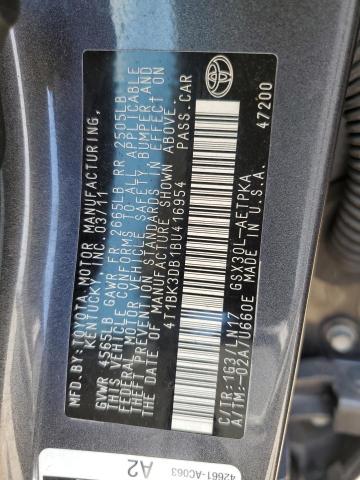 MFD.BY:TOYOTA MOTOR MANUFACTURING,
KENTUCKY,INC. 03/11
GVWR 4565LB GAWR FR 2665LB RR 2505LB
THIS VEHICLE CONFORMS TO ALL APPLICABLE
FEDERAL MOTOR VEHICLE SAFETY, BUMPER, AND
THEFT PREVENTION STANDARDS IN EFFECT ON
THE DATE OF MANUFACTURE SHOWN ABOVE.
4T1BK3DB1BU416954 PASS.CAR
C/TR:1G3/LN17 GSX30L-AETPKA
A/TM:-02A/U660E MADE IN U.S.A.
47200
42661-AC063
A2